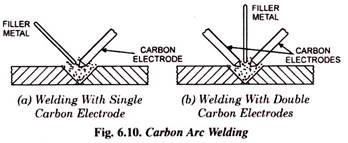 FILLER
METAL
CARBON
ELECTRODE
FILLER
METAL
CARBON
ELECTRODES
(a) Welding With Single
Carbon Electrode
(b) Welding With Double
Carbon Electrodes
Fig. 6.10. Carbon Arc Welding